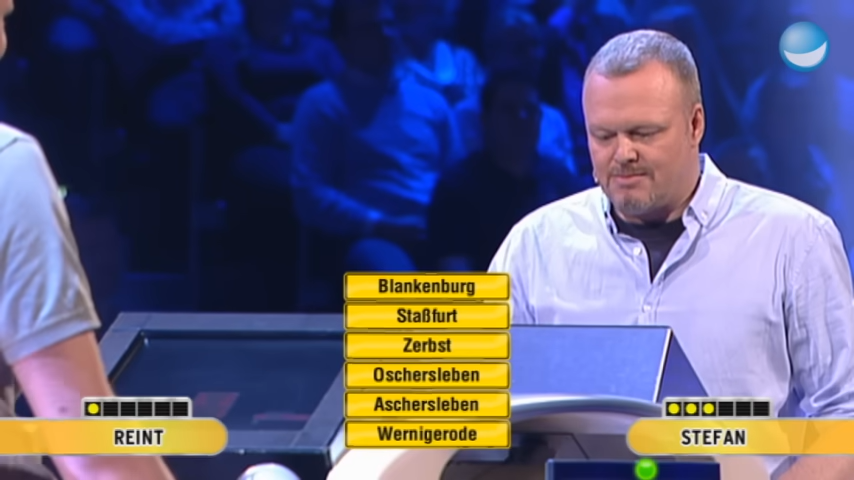 Blankenburg
Staßfurt
Zerbst
Oschersleben
Aschersleben
Wernigerode
REINT
STEFAN